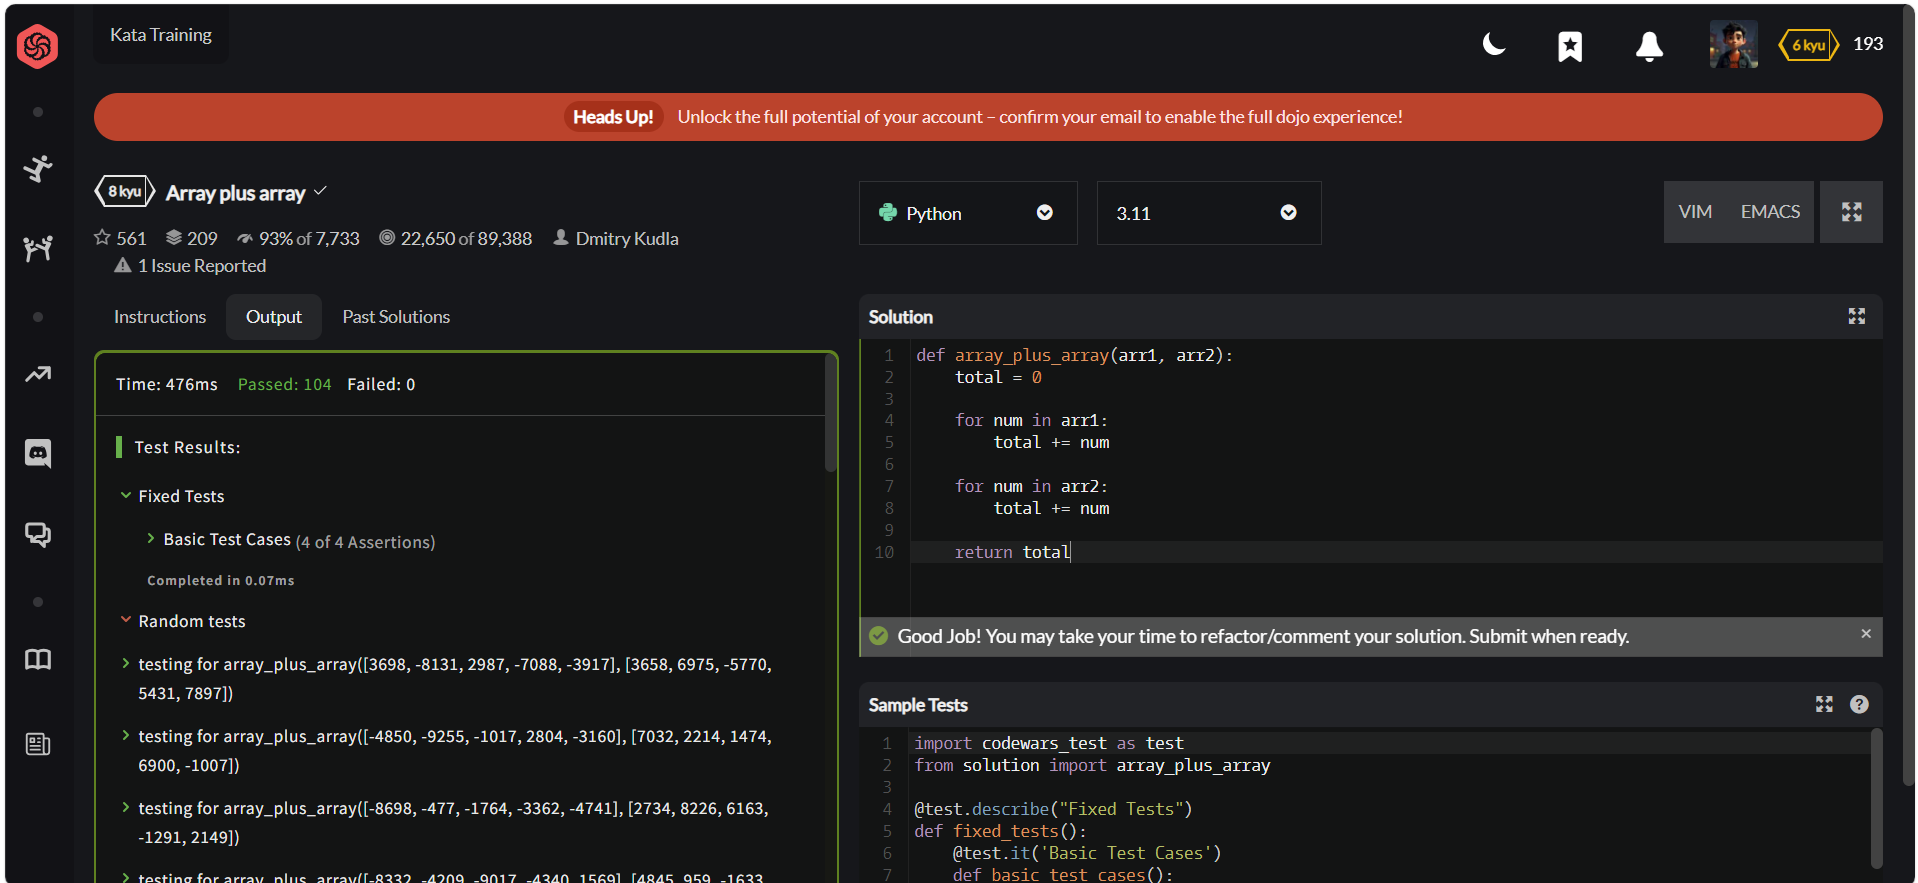 Kata Training
6 kyu
193
Heads Up! Unlock the full potential of your account – confirm your email to enable the full dojo experience!
8 kyu Array plus array
561 209 93% of 7,733 22,650 of 89,388 Dmitry Kudla
1 Issue Reported
Python
3.11
VIM EMACS
Instructions Output Past Solutions
Time: 476ms Passed: 104 Failed: 0
Test Results:
Fixed Tests
Basic Test Cases (4 of 4 Assertions)
Completed in 0.07ms
Random tests
testing for array_plus_array([3698, -8131, 2987, -7088, -3917], [3658, 6975, -5770,
5431, 7897])
testing for array_plus_array([-4850, -9255, -1017, 2804, -3160], [7032, 2214, 1474,
6900, -1007])
testing for array_plus_array([-8698, -477, -1764, -3362, -4741], [2734, 8226, 6163,
-1291, 2149])
testing for array_plus_array([-8332, -4209, -9017, -4340, 1569], [4845, 959, -1633,
Solution
1 def array_plus_array(arr1, arr2):
2 total = 0
3
4 for num in arr1:
5 total += num
6
7 for num in arr2:
8 total += num
9
10 return total
Good Job! You may take your time to refactor/comment your solution. Submit when ready.
Sample Tests
1 import codewars_test as test
2 from solution import array_plus_array
3
4 @test.describe("Fixed Tests")
5 def fixed_tests():
6 @test.it('Basic Test Cases')
7 def basic_test_cases():